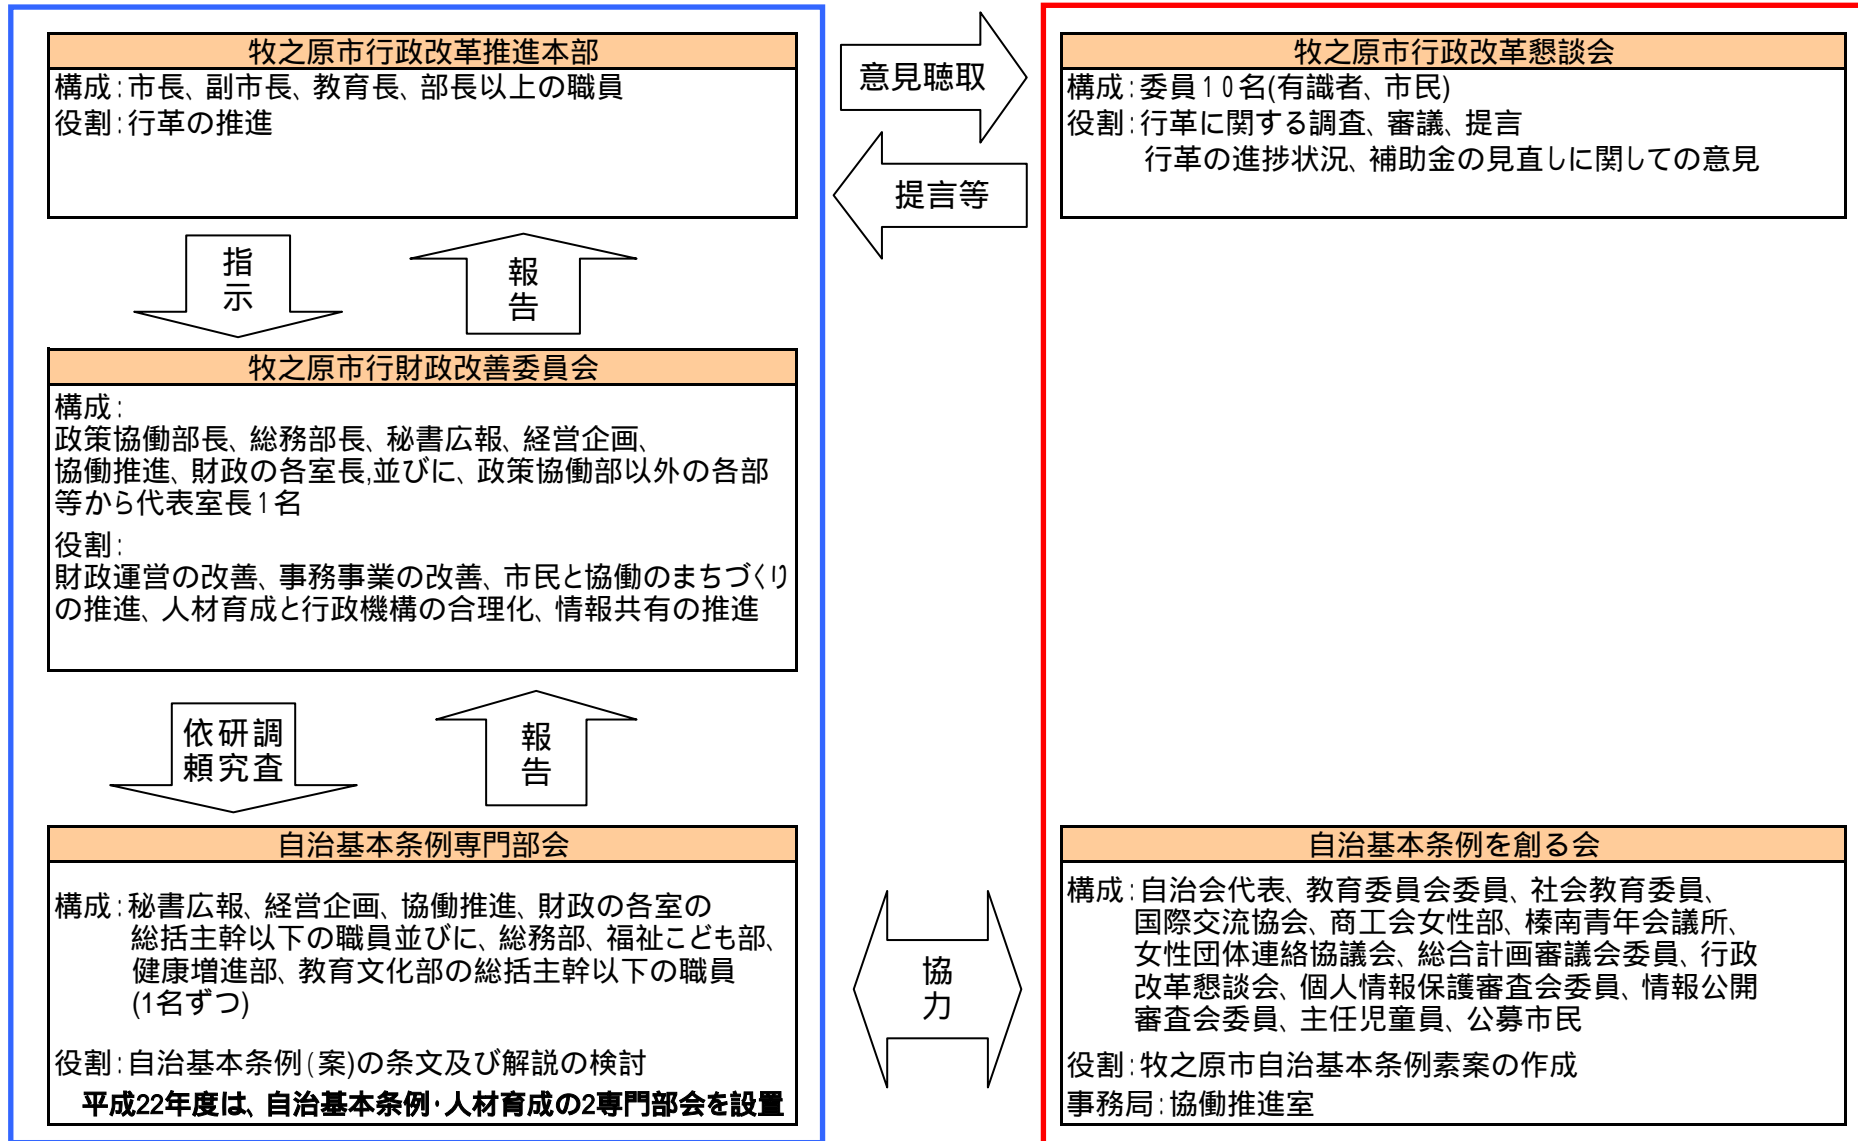 牧之原市行政改革推進本部
構成:市長、副市長、教育長、部長以上の職員
役割:行革の推進
意見聴取
提言等
牧之原市行政改革懇談会
構成:委員10名(有識者、市民)
役割:行革に関する調査、審議、提言
行革の進捗状況、補助金の見直しに関しての意見
指示
報告
牧之原市行財政改善委員会
構成:
政策協働部長、総務部長、秘書広報、経営企画、
協働推進、財政の各室長,並びに、政策協働部以外の各部
等から代表室長1名
役割:
財政運営の改善、事務事業の改善、市民と協働のまちづくり
の推進、人材育成と行政機構の合理化、情報共有の推進
調査
研究
依頼
報告
自治基本条例専門部会
構成:秘書広報、経営企画、協働推進、財政の各室の
総括主幹以下の職員並びに、総務部、福祉こども部、
健康増進部、教育文化部の総括主幹以下の職員
(1名ずつ)
役割:自治基本条例(案)の条文及び解説の検討
平成22年度は、自治基本条例・人材育成の2専門部会を設置
協力
自治基本条例を創る会
構成:自治会代表、教育委員会委員、社会教育委員、
国際交流協会、商工会女性部、榛南青年会議所、
女性団体連絡協議会、総合計画審議会委員、行政
改革懇談会、個人情報保護審査会委員、情報公開
審査会委員、主任児童員、公募市民
役割:牧之原市自治基本条例素案の作成
事務局:協働推進室